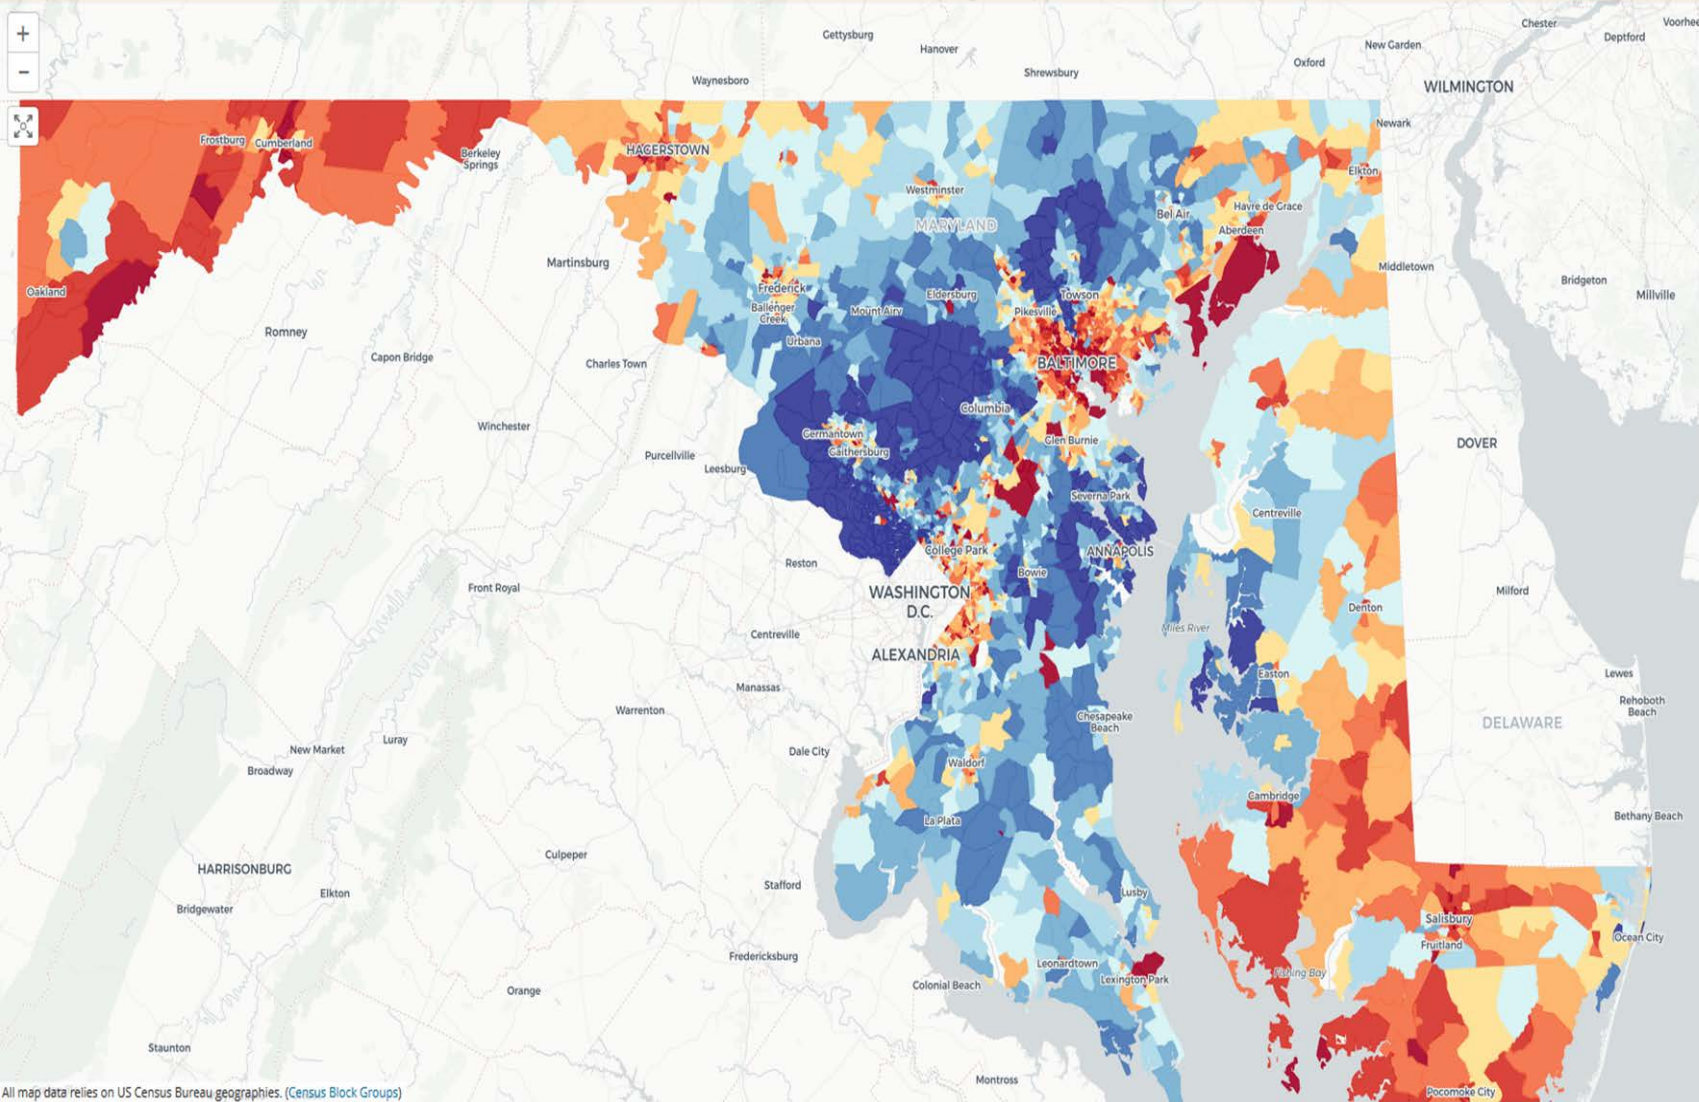 +
−
Chester
Voorhee
Gettysburg
Deptford
Hanover
New Garden
Oxford
Shrewsbury
Waynesboro
WILMINGTON
Newark
Frostburg
Cumberland
HAGERSTOWN
Berkeley
Springs
Elkton
Westminster
Havre de Grace
Bel Air
MARYLAND
Aberdeen
Martinsburg
Middletown
Bridgeton
Oakland
Frederick
Eldersburg
Towson
Millville
Ballenger
Creek
Mount Airy
Pikesville
Romney
Urbana
Capon Bridge
Charles Town
BALTIMORE
Columbia
Winchester
Germantown
Glen Burnie
DOVER
Gaithersburg
Purcellville
Leesburg
Severna Park
Centreville
College Park
ANNAPOLIS
Reston
Bowie
Front Royal
WASHINGTON
D.C.
Milford
Denton
Miles River
Centreville
ALEXANDRIA
Easton
Lewes
Manassas
Rehoboth
Beach
Warrenton
Chesapeake
Beach
DELAWARE
Luray
New Market
Dale City
Waldorf
Broadway
Cambridge
Bethany Beach
La Plata
Culpeper
HARRISONBURG
Stafford
Elkton
Lusby
Bridgewater
Salisbury
Ocean City
Fruitland
Fredericksburg
Leonardtown
Fishing Bay
Lexington Park
Colonial Beach
Orange
Staunton
Montross
Pocomoke City
All map data relies on US Census Bureau geographies. (Census Block Groups)